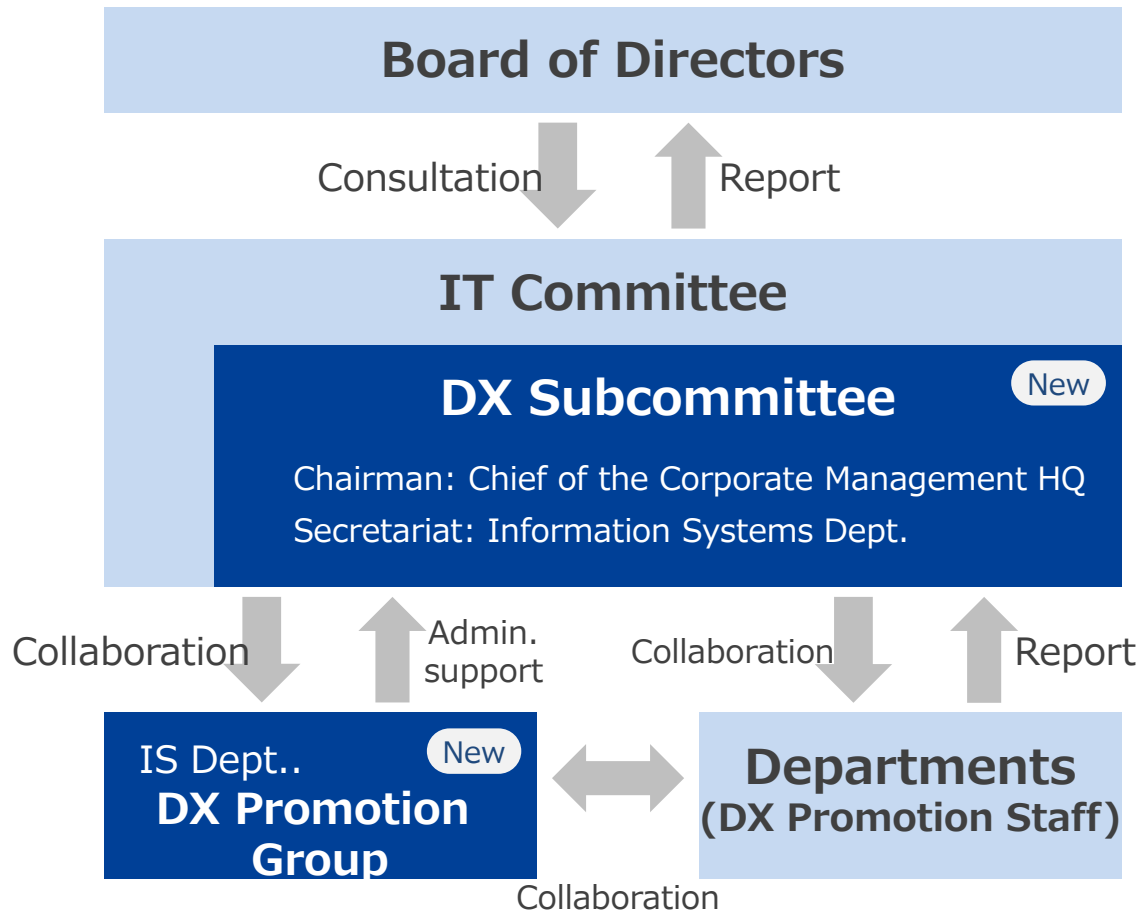 Board of Directors
Consultation
Report
IT Committee
DX Subcommittee
New
Chairman: Chief of the Corporate Management HQ
Secretariat: Information Systems Dept.
Collaboration
Admin.
support
Collaboration
Report
IS Dept..
New
DX Promotion
Group
Departments
(DX Promotion Staff)
Collaboration